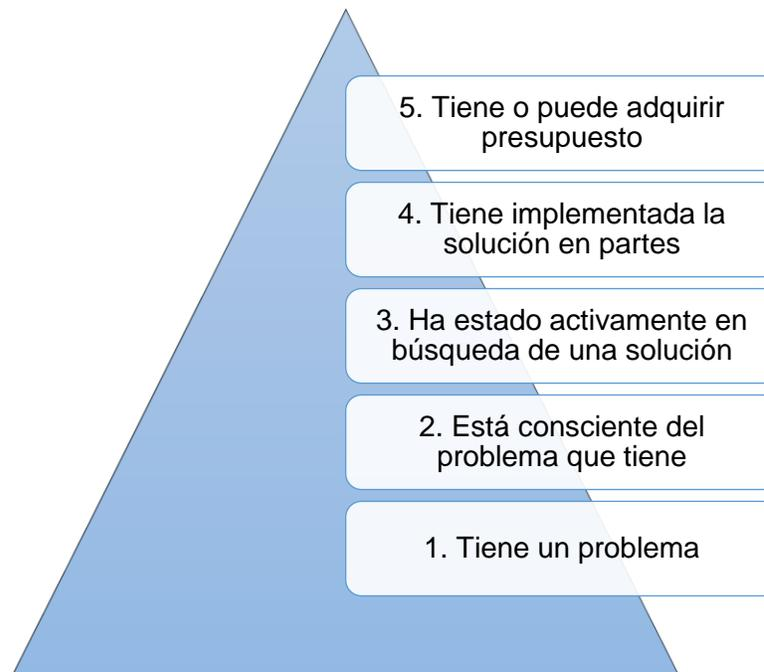 5. Tiene o puede adquirir
presupuesto
4. Tiene implementada la
solución en partes
3. Ha estado activamente en
búsqueda de una solución
2. Está consciente del
problema que tiene
1. Tiene un problema